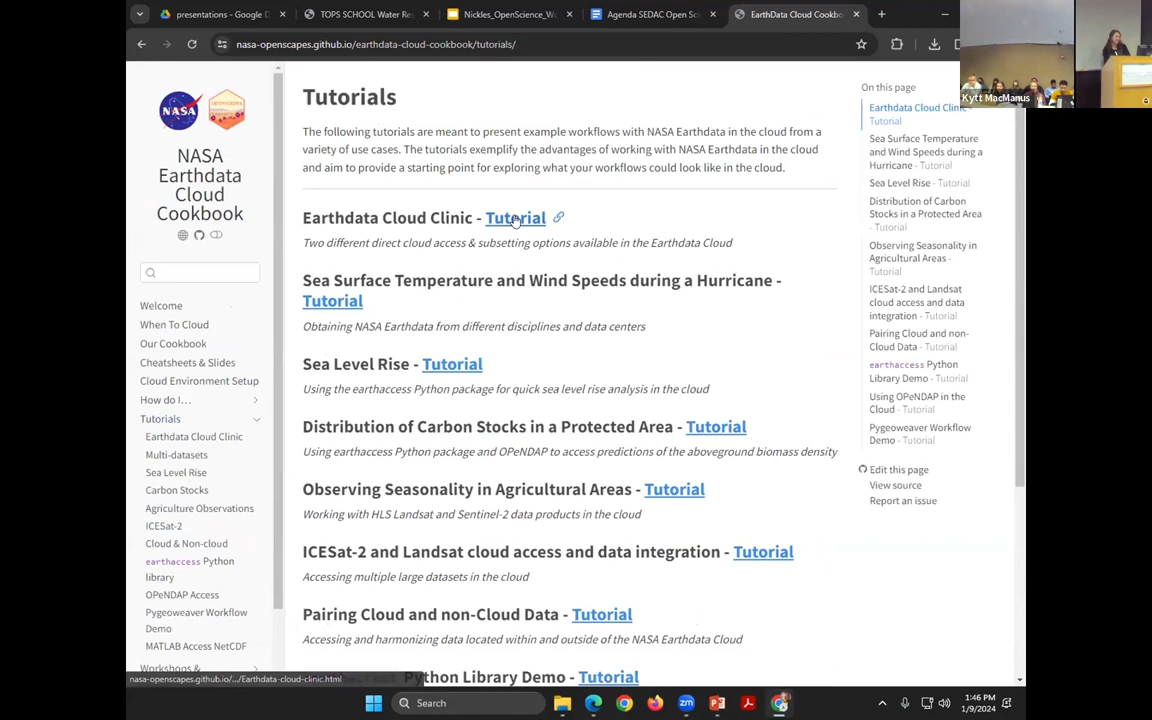 presentations - Google D
TOPS SCHOOL Water Res
Nickles_OpenScience_Wo
Agenda SEDAC Open Sci
EarthData Cloud Cookbo
nasa-openscapes.github.io/earthdata-cloud-cookbook/tutorials/
Kytt MacManus
NASA
openscapes
NASA
Earthdata
Cloud
Cookbook
Welcome
When To Cloud
Our Cookbook
Cheatsheets & Slides
Cloud Environment Setup
How do I...
Tutorials
Earthdata Cloud Clinic
Multi-datasets
Sea Level Rise
Carbon Stocks
Agriculture Observations
ICESat-2
Cloud & Non-cloud
earthaccess Python
library
OPeNDAP Access
Pygeoweaver Workflow
Demo
MATLAB Access NetCDF
Workshops &
Tutorials
The following tutorials are meant to present example workflows with NASA Earthdata in the cloud from a
variety of use cases. The tutorials exemplify the advantages of working with NASA Earthdata in the cloud
and aim to provide a starting point for exploring what your workflows could look like in the cloud.
Earthdata Cloud Clinic - Tutorial
Two different direct cloud access & subsetting options available in the Earthdata Cloud
Sea Surface Temperature and Wind Speeds during a Hurricane -
Tutorial
Obtaining NASA Earthdata from different disciplines and data centers
Sea Level Rise - Tutorial
Using the earthaccess Python package for quick sea level rise analysis in the cloud
Distribution of Carbon Stocks in a Protected Area - Tutorial
Using earthaccess Python package and OPeNDAP to access predictions of the aboveground biomass density
Observing Seasonality in Agricultural Areas - Tutorial
Working with HLS Landsat and Sentinel-2 data products in the cloud
ICESat-2 and Landsat cloud access and data integration - Tutorial
Accessing multiple large datasets in the cloud
Pairing Cloud and non-Cloud Data - Tutorial
Accessing and harmonizing data located within and outside of the NASA Earthdata Cloud
Python Library Demo - Tutorial
On this page
Earthdata Cloud Clinic -
Tutorial
Sea Surface Temperature
and Wind Speeds during a
Hurricane - Tutorial
Sea Level Rise - Tutorial
Distribution of Carbon
Stocks in a Protected Area
- Tutorial
Observing Seasonality in
Agricultural Areas -
Tutorial
ICESat-2 and Landsat
cloud access and data
integration - Tutorial
Pairing Cloud and non-
Cloud Data - Tutorial
earthaccess Python
Library Demo - Tutorial
Using OPeNDAP in the
Cloud - Tutorial
Pygeoweaver Workflow
Demo - Tutorial
Edit this page
View source
Report an issue
nasa-openscapes.github.io/.../Earthdata-cloud-clinic.html
Search
1:46 PM
1/9/2024